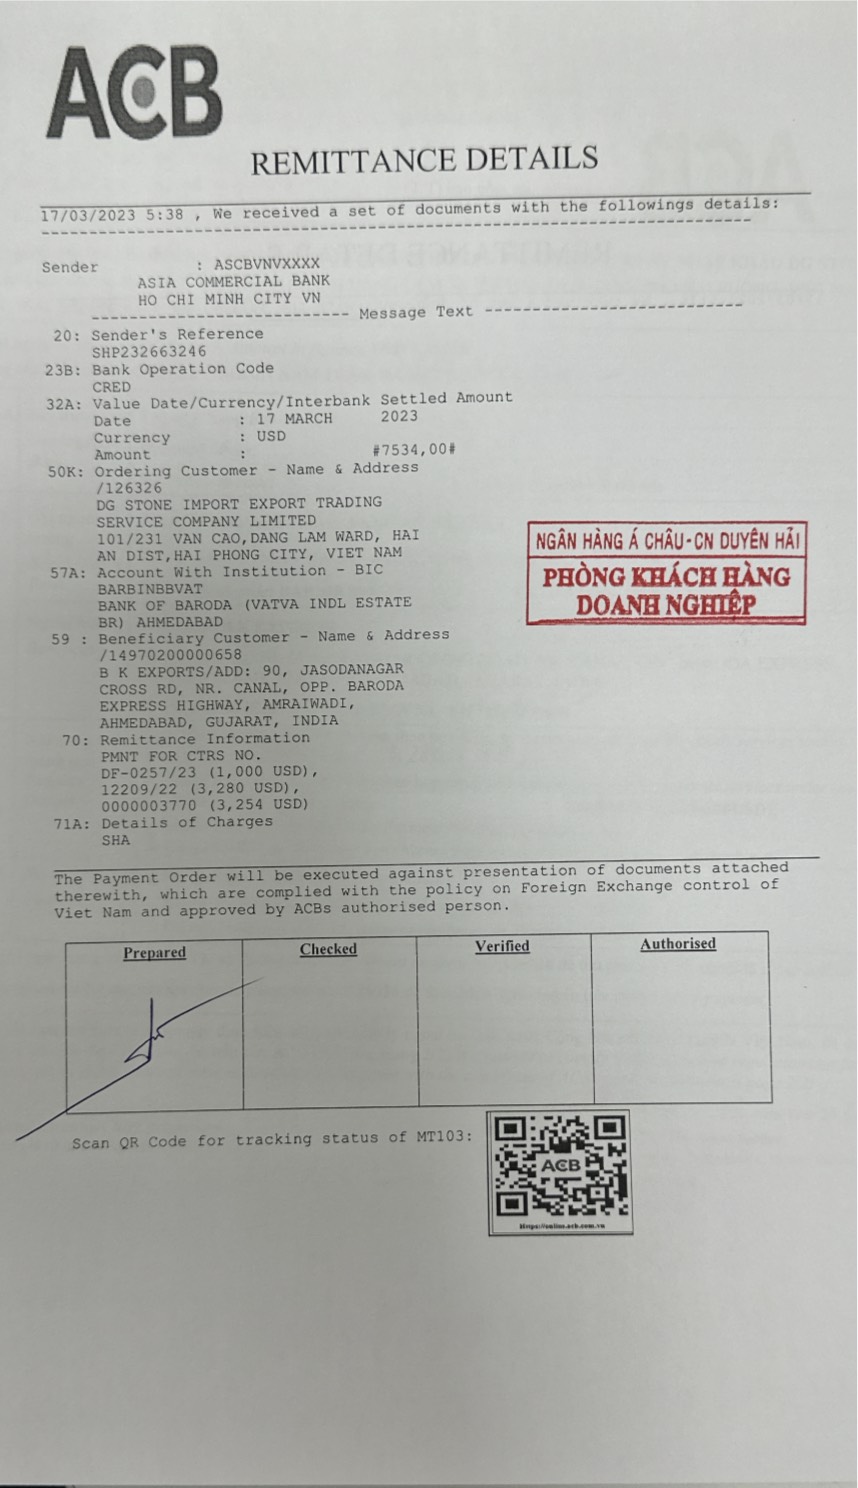 ACB
REMITTANCE DETAILS
17/03/2023 5:38 , We received a set of documents with the followings details:
Sender : ASCBVNVXXXX
ASIA COMMERCIAL BANK
HO CHI MINH CITY VN
-------------------------- Message Text --------------------------
20: Sender's Reference
SHP232663246
23B: Bank Operation Code
CRED
32A: Value Date/Currency/Interbank Settled Amount
Date : 17 MARCH 2023
Currency : USD
Amount : #7534,00#
50K: Ordering Customer - Name & Address
/126326
DG STONE IMPORT EXPORT TRADING
SERVICE COMPANY LIMITED
101/231 VAN CAO,DANG LAM WARD, HAI
AN DIST,HAI PHONG CITY, VIET NAM
NGÂN HÀNG Á CHÂU-CN DUYÊN HẢI
PHÒNG KHÁCH HÀNG
DOANH NGHIỆP
57A: Account With Institution - BIC
BARBINBBVAT
BANK OF BARODA (VATVA INDL ESTATE
BR) AHMEDABAD
59 : Beneficiary Customer - Name & Address
/14970200000658
B K EXPORTS/ADD: 90, JASODANAGAR
CROSS RD, NR. CANAL, OPP. BARODA
EXPRESS HIGHWAY, AMRAIWADI,
AHMEDABAD, GUJARAT, INDIA
70: Remittance Information
PMNT FOR CTRS NO.
DF-0257/23 (1,000 USD),
12209/22 (3,280 USD),
0000003770 (3,254 USD)
71A: Details of Charges
SHA
The Payment Order will be executed against presentation of documents attached
therewith, which are complied with the policy on Foreign Exchange control of
Viet Nam and approved by ACBs authorised person.
Prepared Checked Verified Authorised
Scan QR Code for tracking status of MT103:
ACB
Https://online.acb.com.vn